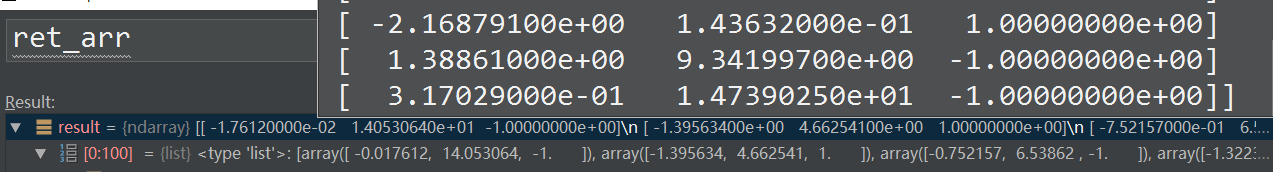 ret_arr
[ -2.16879100e+00 1.43632000e-01 1.00000000e+00]
[ 1.38861000e+00 9.34199700e+00 -1.00000000e+00]
[ 3.17029000e-01 1.47390250e+01 -1.00000000e+00]]
Result:
result = {ndarray} [[ -1.76120000e-02 1.40530640e+01 -1.00000000e+00]\n [ -1.39563400e+00 4.66254100e+00 1.00000000e+00]\n [ -7.52157000e-01 6.5...
[0:100] = {list} <type 'list'>: [array([ -0.017612, 14.053064, -1. ]), array([-1.395634, 4.662541, 1. ]), array([-0.752157, 6.53862 , -1. ]), array([-1.322...